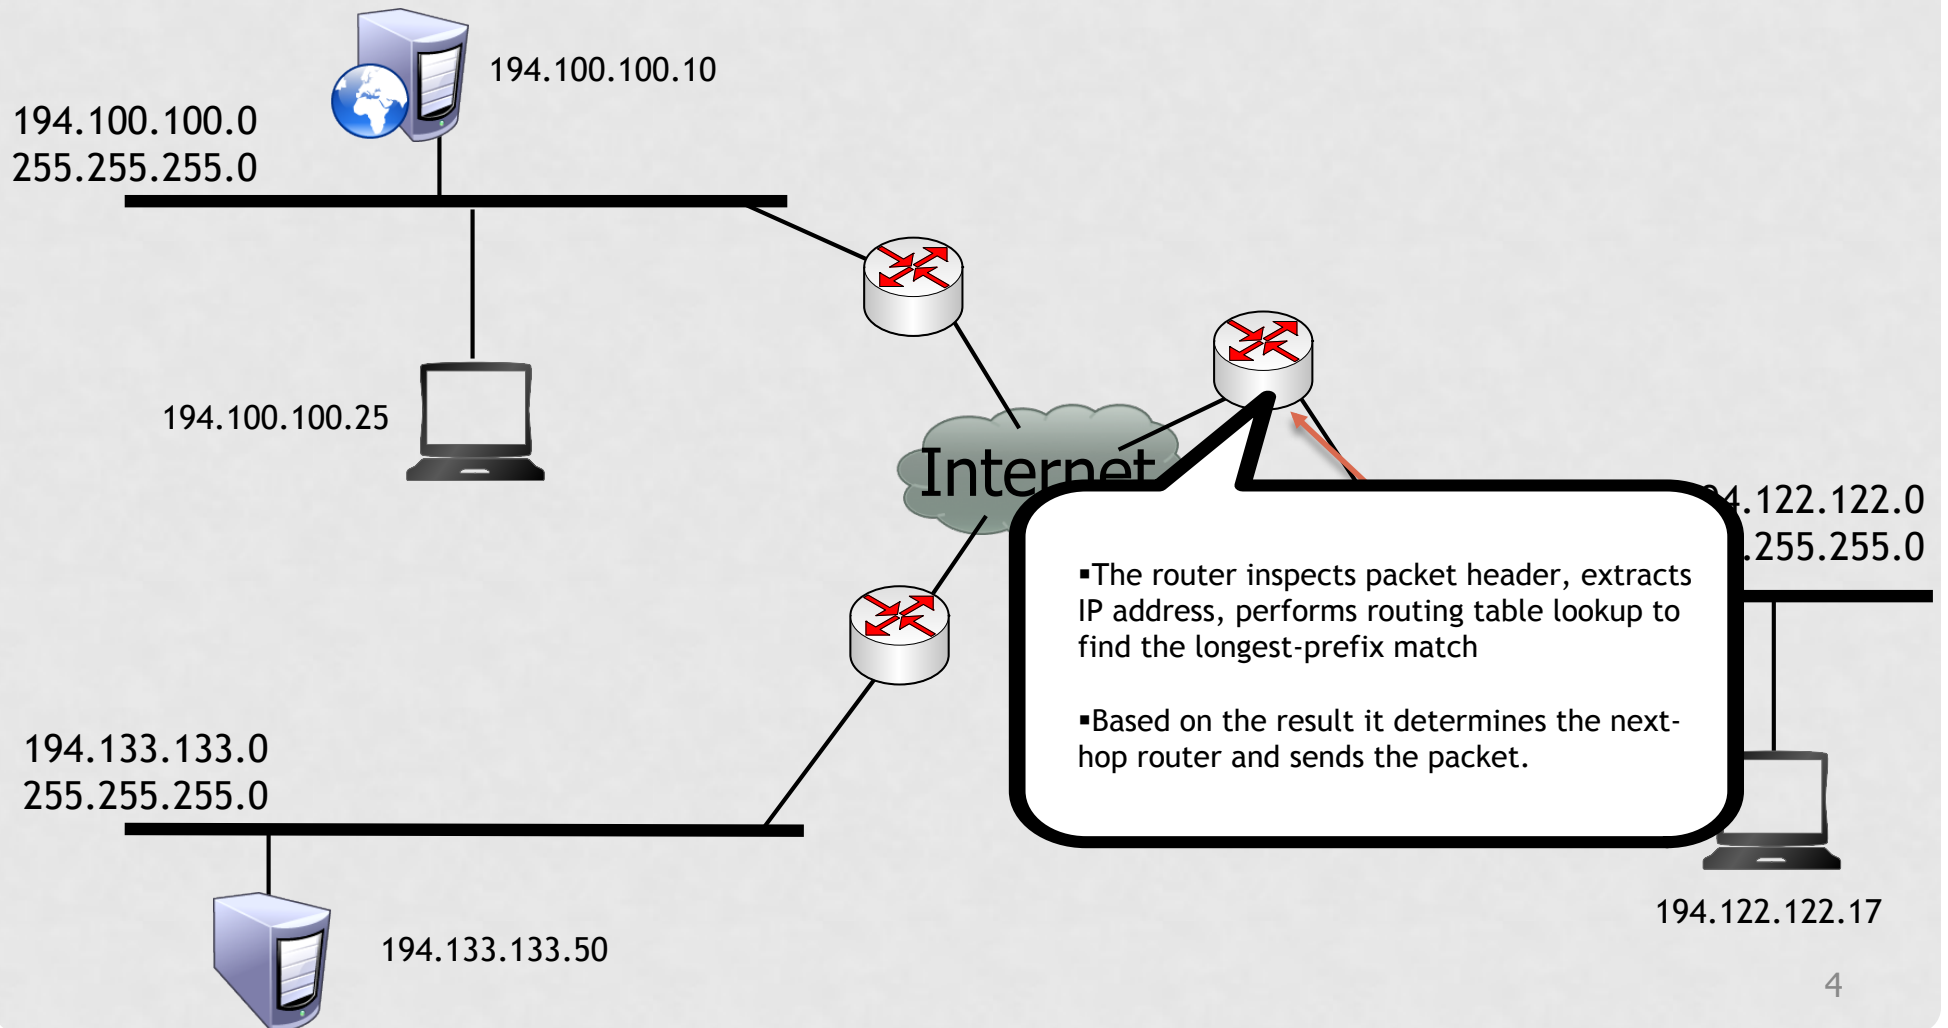 194.100.100.10
194.100.100.0
255.255.255.0
194.100.100.25
Internet
4.122.122.0
.255.255.0
▪The router inspects packet header, extracts
IP address, performs routing table lookup to
find the longest-prefix match
▪Based on the result it determines the next-
hop router and sends the packet.
194.133.133.0
255.255.255.0
194.122.122.17
194.133.133.50
4